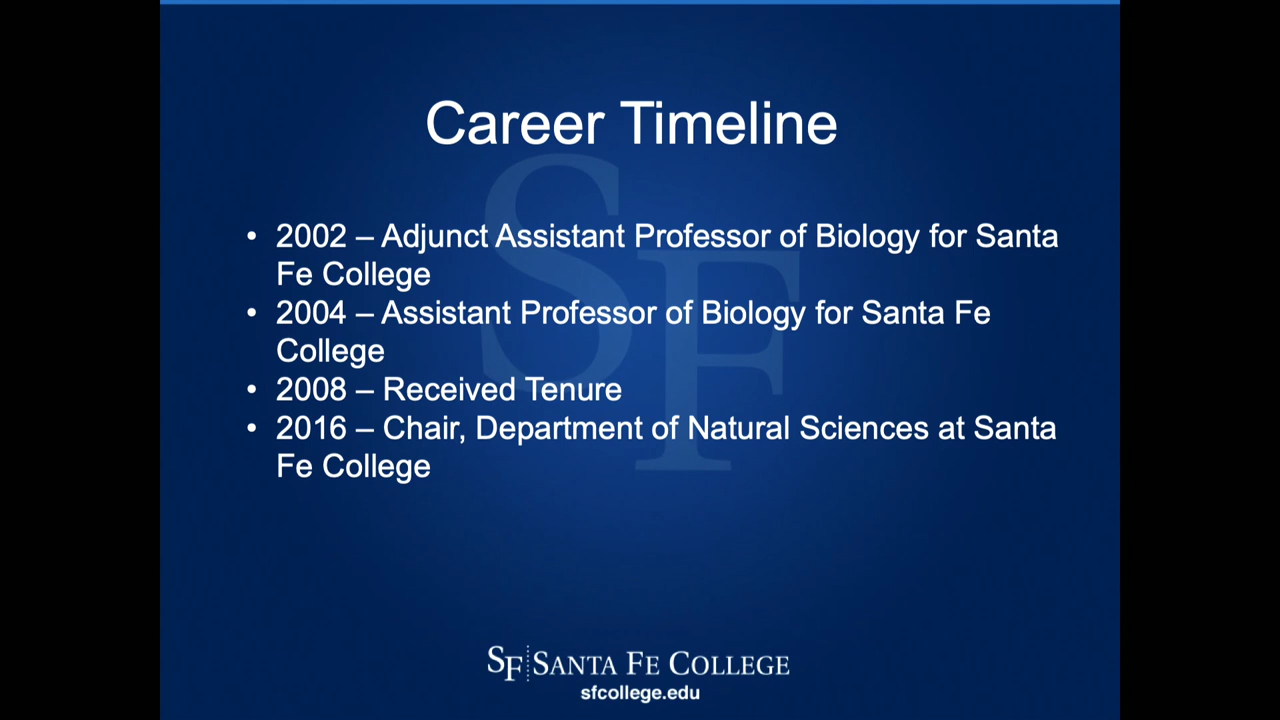 Career Timeline
• 2002 – Adjunct Assistant Professor of Biology for Santa
Fe College
• 2004 – Assistant Professor of Biology for Santa Fe
College
• 2008 – Received Tenure
• 2016 – Chair, Department of Natural Sciences at Santa
Fe College
SF
SF SANTA FE COLLEGE
sfcollege.edu